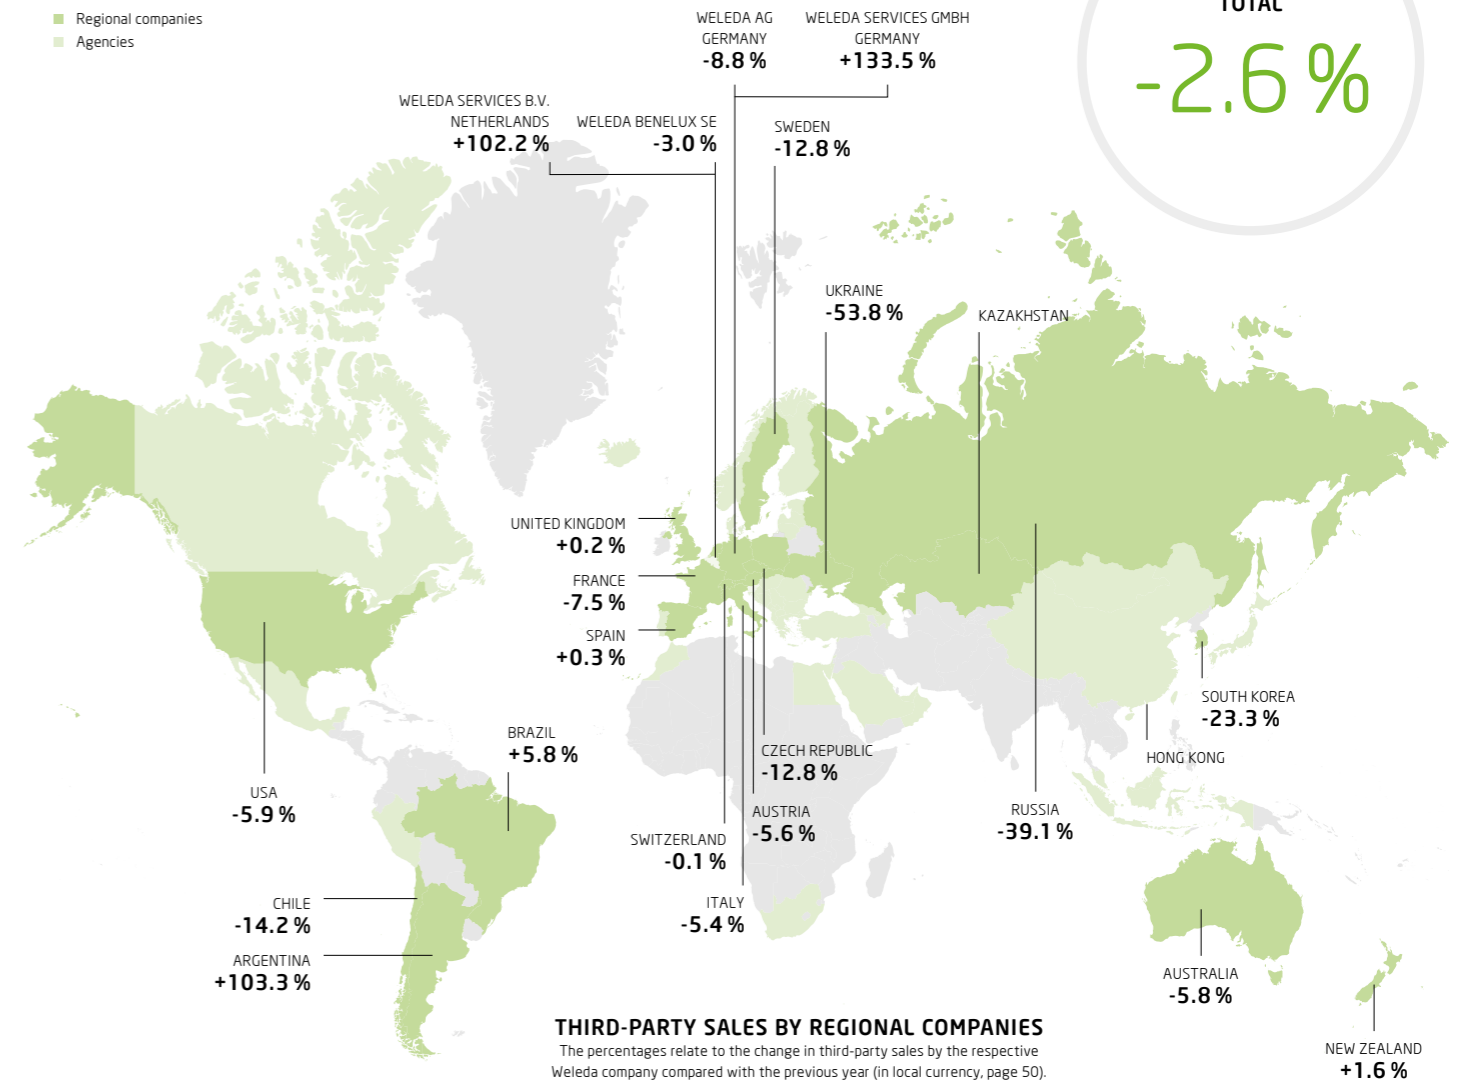 Regional companies
Agencies
TOTAL
-2.6 %
WELEDA AG
GERMANY
-8.8 %
WELEDA SERVICES GMBH
GERMANY
+133.5 %
WELEDA SERVICES B.V.
NETHERLANDS
+102.2 %
WELEDA BENELUX SE
-3.0 %
SWEDEN
-12.8 %
UKRAINE
-53.8 %
KAZAKHSTAN
UNITED KINGDOM
+0.2 %
FRANCE
-7.5 %
SPAIN
+0.3 %
SOUTH KOREA
-23.3 %
HONG KONG
BRAZIL
+5.8 %
CZECH REPUBLIC
-12.8 %
USA
-5.9 %
AUSTRIA
-5.6 %
RUSSIA
-39.1 %
SWITZERLAND
-0.1 %
ITALY
-5.4 %
CHILE
-14.2 %
ARGENTINA
+103.3 %
AUSTRALIA
-5.8 %
NEW ZEALAND
+1.6 %
THIRD-PARTY SALES BY REGIONAL COMPANIES
The percentages relate to the change in third-party sales by the respective
Weleda company compared with the previous year (in local currency, page 50).